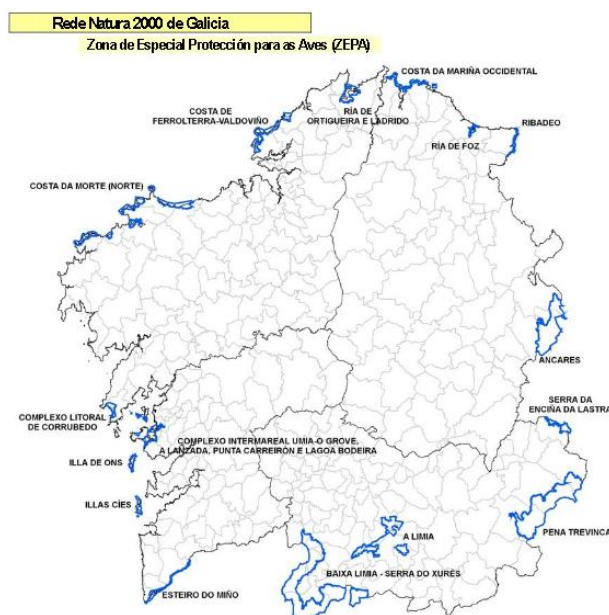 Rede Natura 2000 de Galicia
Zona de Especial Protección para as Aves (ZEPA)
COSTA DA MARIÑA OCCIDENTAL
COSTA DE
FERROLTERRA-VALDOVIÑO
RÍA DE
ORTIGUEIRA E LADRIDO
RIBADEO
RÍA DE FOZ
COSTA DA MORTE (NORTE)
ANCARES
SERRA DA
ENCIÑA DA LASTRA
COMPLEXO LITORAL
DE CORRUBEDO
COMPLEXO INTERMAREAL UMIA-O GROVE,
A LANZADA, PUNTA CARREIRÓN E LAGOA BODEIRA
ILLA DE ONS
ILLAS CÍES
A LIMIA
PENA TREVINCA
BAIXA LIMIA - SERRA DO XURÉS
ESTEIRO DO MIÑO